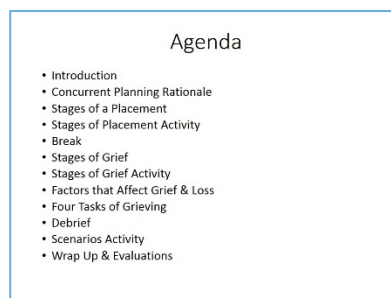 Agenda
• Introduction
• Concurrent Planning Rationale
• Stages of a Placement
• Stages of Placement Activity
• Break
• Stages of Grief
• Stages of Grief Activity
• Factors that Affect Grief & Loss
• Four Tasks of Grieving
• Debrief
• Scenarios Activity
• Wrap Up & Evaluations